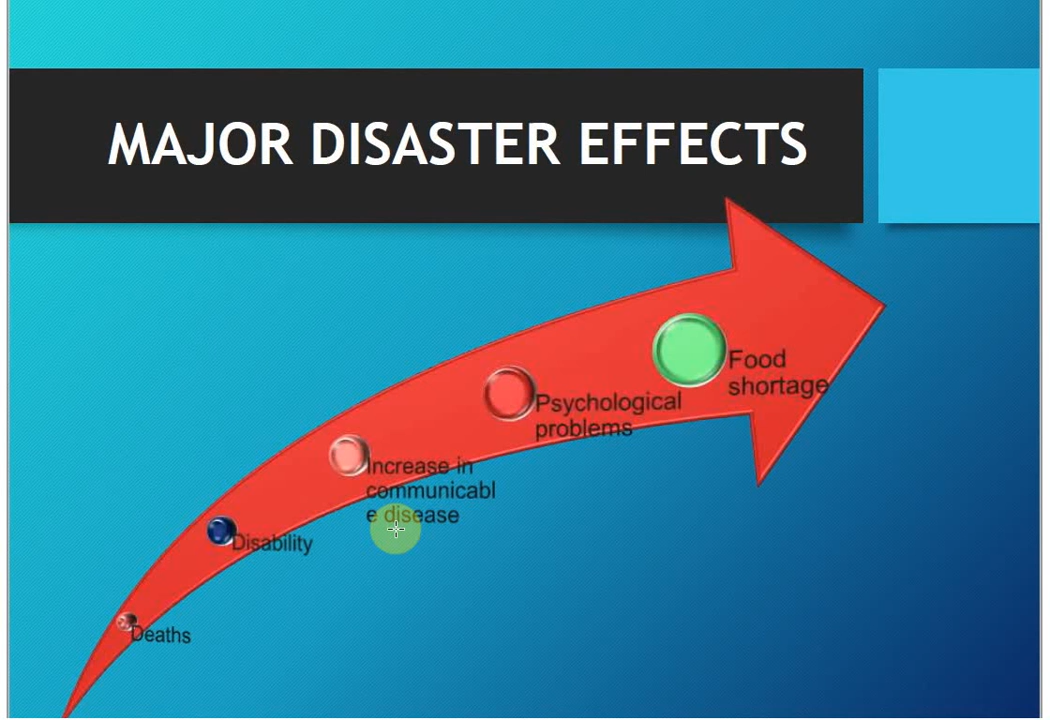 MAJOR DISASTER EFFECTS
Food
shortage
Psychological
problems
Increase in
communicabl
e disease
Disability
Deaths